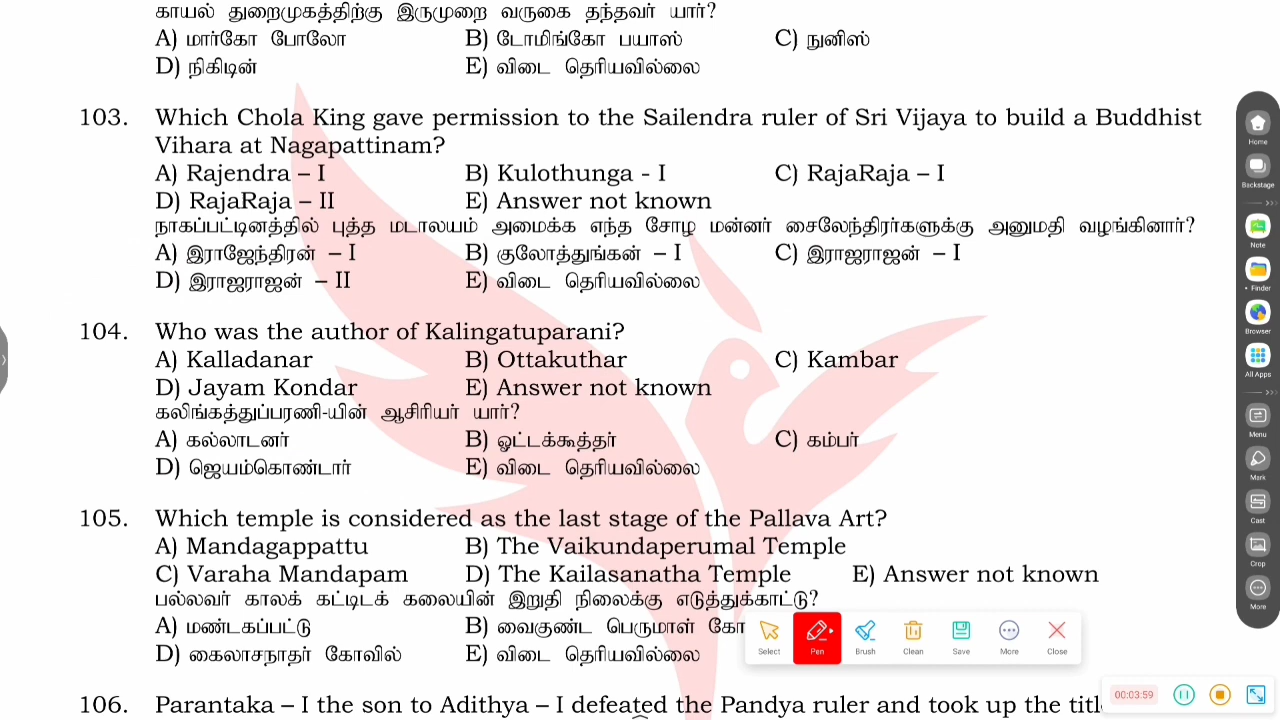 காயல் துறைமுகத்திற்கு இருமுறை வருகை தந்தவர் யார்?
A) மார்கோ போலோ B) டோமிங்கோ பயாஸ் C) நுனிஸ்
D) நிகிடின் E) விடை தெரியவில்லை
103. Which Chola King gave permission to the Sailendra ruler of Sri Vijaya to build a Buddhist
Vihara at Nagapattinam?
A) Rajendra – I B) Kulothunga - I C) RajaRaja – I
D) RajaRaja – II E) Answer not known
நாகப்பட்டினத்தில் புத்த மடாலயம் அமைக்க எந்த சோழ மன்னர் சைலேந்திரர்களுக்கு அனுமதி வழங்கினார்?
A) இராஜேந்திரன் – I B) குலோத்துங்கன் – I C) இராஜராஜன் – I
D) இராஜராஜன் – II E) விடை தெரியவில்லை
104. Who was the author of Kalingatuparani?
A) Kalladanar B) Ottakuthar C) Kambar
D) Jayam Kondar E) Answer not known
கலிங்கத்துப்பரணி-யின் ஆசிரியர் யார்?
A) கல்லாடனார் B) ஓட்டக்கூத்தர் C) கம்பர்
D) ஜெயம்கொண்டார் E) விடை தெரியவில்லை
105. Which temple is considered as the last stage of the Pallava Art?
A) Mandagappattu B) The Vaikundaperumal Temple
C) Varaha Mandapam D) The Kailasanatha Temple E) Answer not known
பல்லவர் காலக் கட்டிடக் கலையின் இறுதி நிலைக்கு எடுத்துக்காட்டு?
A) மண்டகப்பட்டு B) வைகுண்ட பெருமாள் கோ
D) கைலாசநாதர் கோவில் E) விடை தெரியவில்லை
106. Parantaka – I the son to Adithya – I defeated the Pandya ruler and took up the titl
Home
Backstage
Note
Finder
Browser
All Apps
Menu
Mark
Cast
Crop
More
Select Pen Brush Clean Save More Close
00:03:59